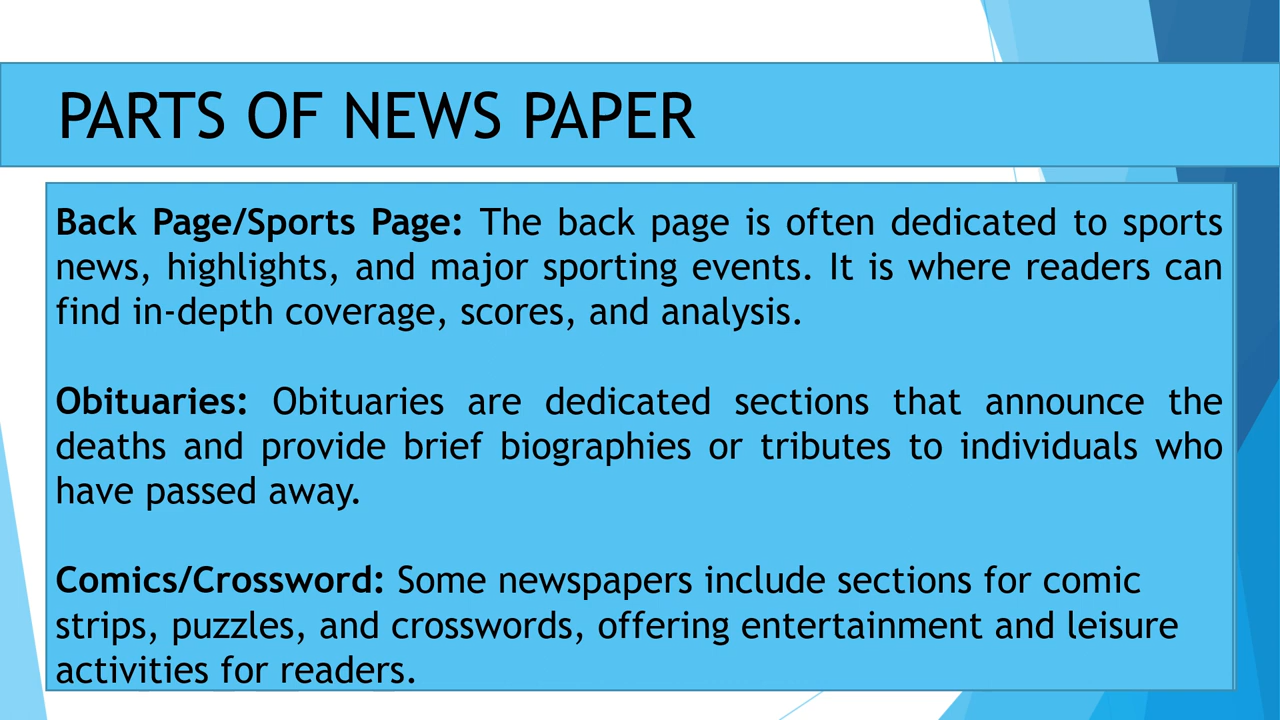 PARTS OF NEWS PAPER
Back Page/Sports Page: The back page is often dedicated to sports
news, highlights, and major sporting events. It is where readers can
find in-depth coverage, scores, and analysis.
Obituaries: Obituaries are dedicated sections that announce the
deaths and provide brief biographies or tributes to individuals who
have passed away.
Comics/Crossword: Some newspapers include sections for comic
strips, puzzles, and crosswords, offering entertainment and leisure
activities for readers.